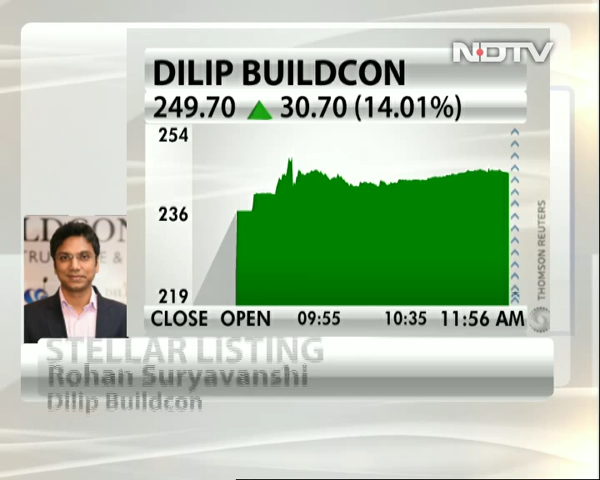 NDTV
DILIP BUILDCON
249.70 ▲ 30.70 (14.01%)
254
236
219
CLOSE OPEN 09:55 10:35 11:56 AM
THOMSON REUTERS
STELLAR LISTING
Rohan Suryavanshi
Dilip Buildcon